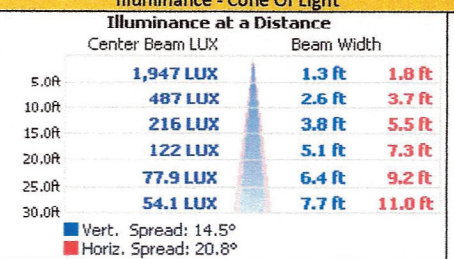 Illuminance - Cone Of Light
Illuminance at a Distance
Center Beam LUX Beam Width
5.0ft 1,947 LUX 1.3 ft 1.8 ft
10.0ft 487 LUX 2.6 ft 3.7 ft
15.0ft 216 LUX 3.8 ft 5.5 ft
20.0ft 122 LUX 5.1 ft 7.3 ft
25.0ft 77.9 LUX 6.4 ft 9.2 ft
30.0ft 54.1 LUX 7.7 ft 11.0 ft
Vert. Spread: 14.5°
Horiz. Spread: 20.8°